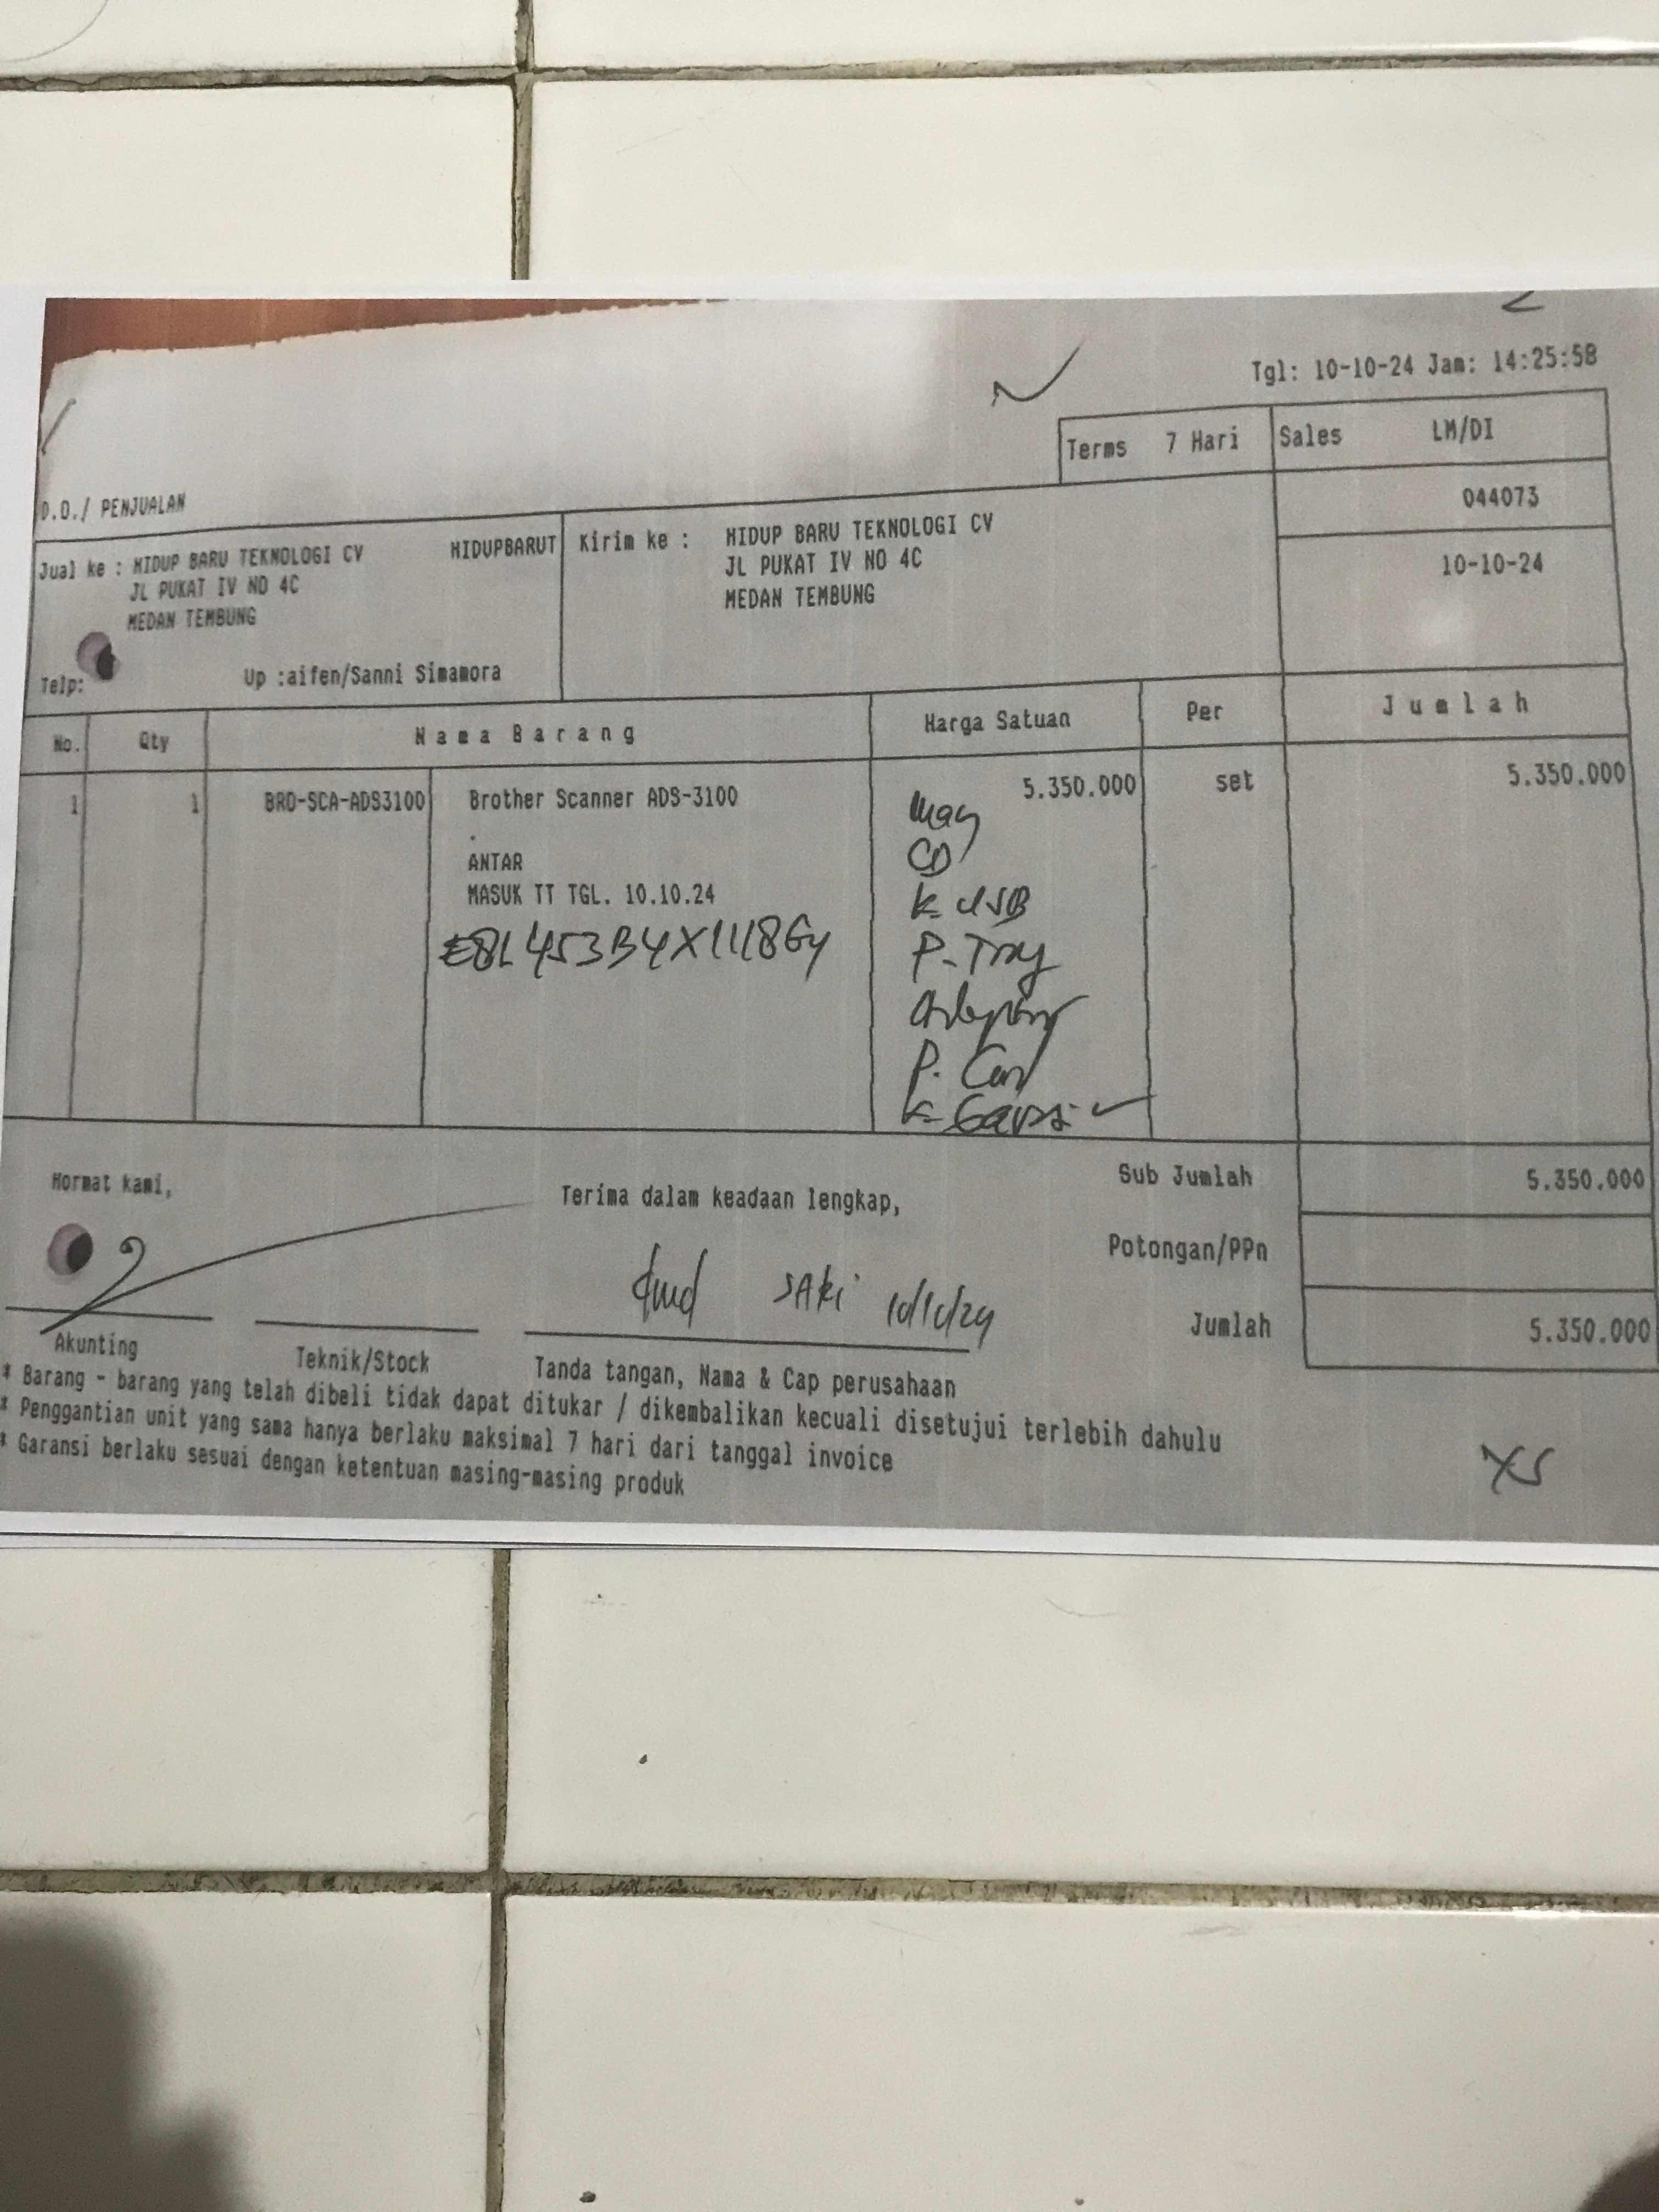 Tgl: 10-10-24 Jam: 14:25:58
Terms 7 Hari Sales LM/DI
D.O./ PENJUALAN
044073
10-10-24
Jual ke : HIDUP BARU TEKNOLOGI CV HIDUPBARUT
JL PUKAT IV NO 4C
MEDAN TEMBUNG
Telp: Up :aifen/Sanni Simamora
Kirim ke : HIDUP BARU TEKNOLOGI CV
JL PUKAT IV NO 4C
MEDAN TEMBUNG
No. Qty Nama Barang Harga Satuan Per Jumlah
1 1 BRO-SCA-ADS3100 Brother Scanner ADS-3100 5.350.000 set 5.350.000
.
ANTAR
MASUK TT TGL. 10.10.24
CD
K USB
P-Tray
Sub Jumlah 5.350.000
Potongan/PPn
Jumlah 5.350.000
Hormat kami,
Terima dalam keadaan lengkap,
SAKi 10/10/24
Akunting
Teknik/Stock
Tanda tangan, Nama & Cap perusahaan
* Barang - barang yang telah dibeli tidak dapat ditukar / dikembalikan kecuali disetujui terlebih dahulu
* Penggantian unit yang sama hanya berlaku maksimal 7 hari dari tanggal invoice
* Garansi berlaku sesuai dengan ketentuan masing-masing produk